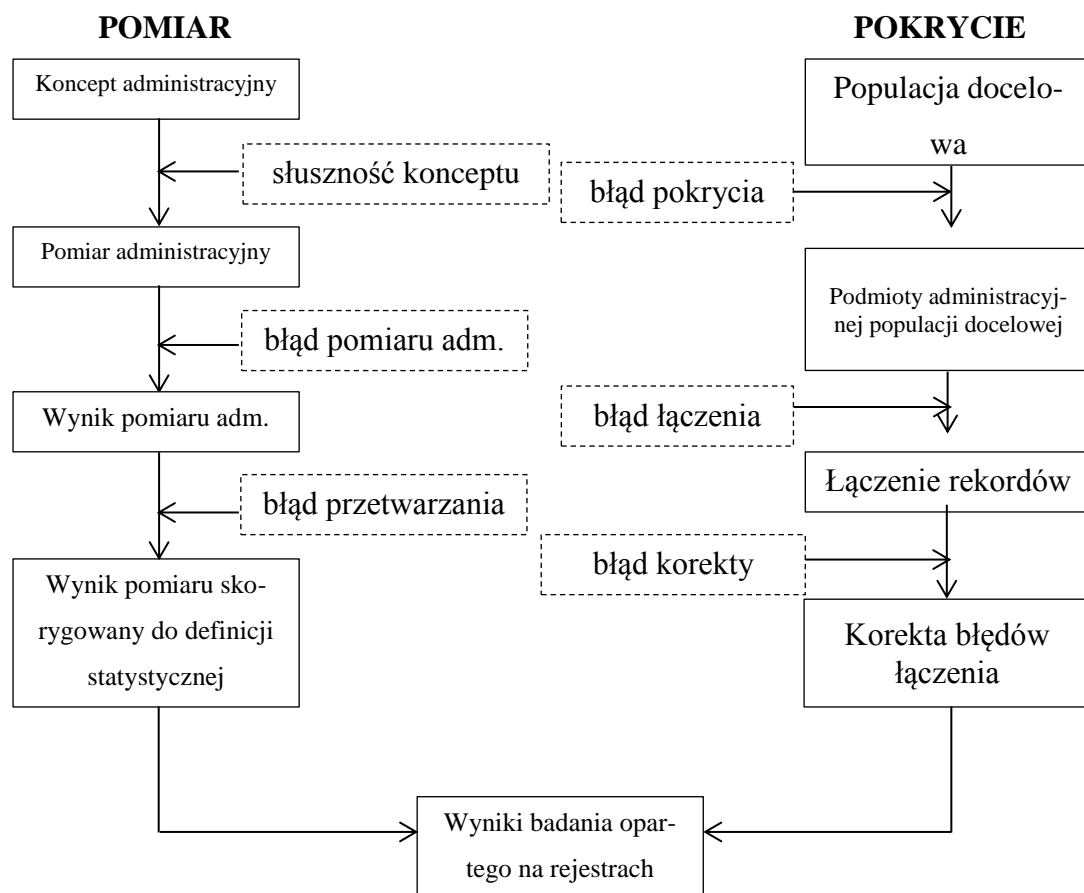 POMIAR
POKRYCIE
Koncept administracyjny
Populacja docelo-
wa
słuszność konceptu
błąd pokrycia
Pomiar administracyjny
Podmioty administracyj-
nej populacji docelowej
błąd pomiaru adm.
błąd łączenia
Wynik pomiaru adm.
Łączenie rekordów
błąd przetwarzania
błąd korekty
Wynik pomiaru sko-
rygowany do definicji
statystycznej
Korekta błędów
łączenia
Wyniki badania opar-
tego na rejestrach